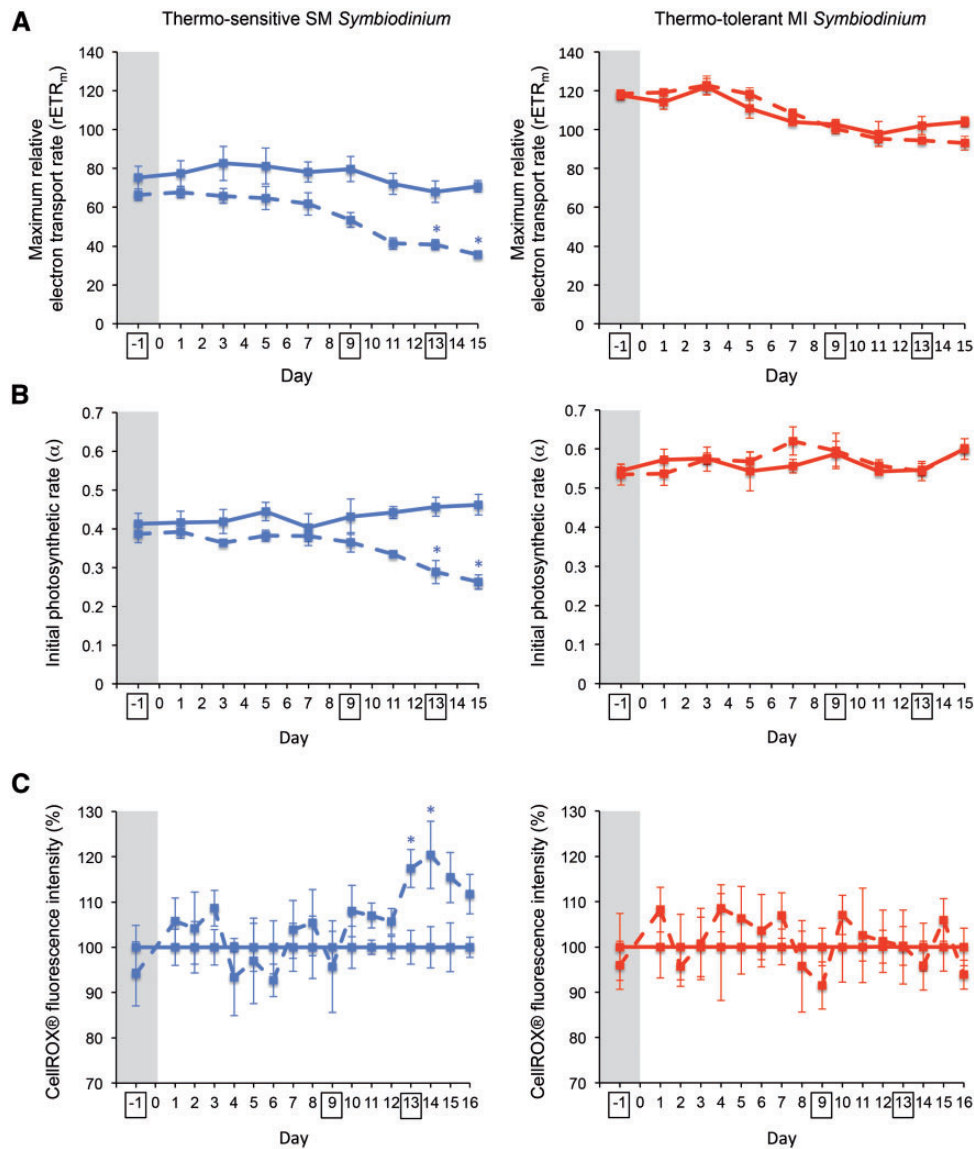 A
Thermo-sensitive SM Symbiodinium
Thermo-tolerant MI Symbiodinium
Maximum relative
electron transport rate (rETRm)
140
120
100
80
60
40
20
0
* *
-1 0 1 2 3 4 5 6 7 8 9 10 11 12 13 14 15
Day
Maximum relative
electron transport rate (rETRm)
140
120
100
80
60
40
20
0
-1 0 1 2 3 4 5 6 7 8 9 10 11 12 13 14 15
Day
B
Initial photosynthetic rate (α)
0.7
0.6
0.5
0.4
0.3
0.2
0.1
0
* *
-1 0 1 2 3 4 5 6 7 8 9 10 11 12 13 14 15
Day
Initial photosynthetic rate (α)
0.7
0.6
0.5
0.4
0.3
0.2
0.1
0
-1 0 1 2 3 4 5 6 7 8 9 10 11 12 13 14 15
Day
C
CellROX® fluorescence intensity (%)
130
120
110
100
90
80
70
* *
-1 0 1 2 3 4 5 6 7 8 9 10 11 12 13 14 15 16
Day
CellROX® fluorescence intensity (%)
130
120
110
100
90
80
70
-1 0 1 2 3 4 5 6 7 8 9 10 11 12 13 14 15 16
Day